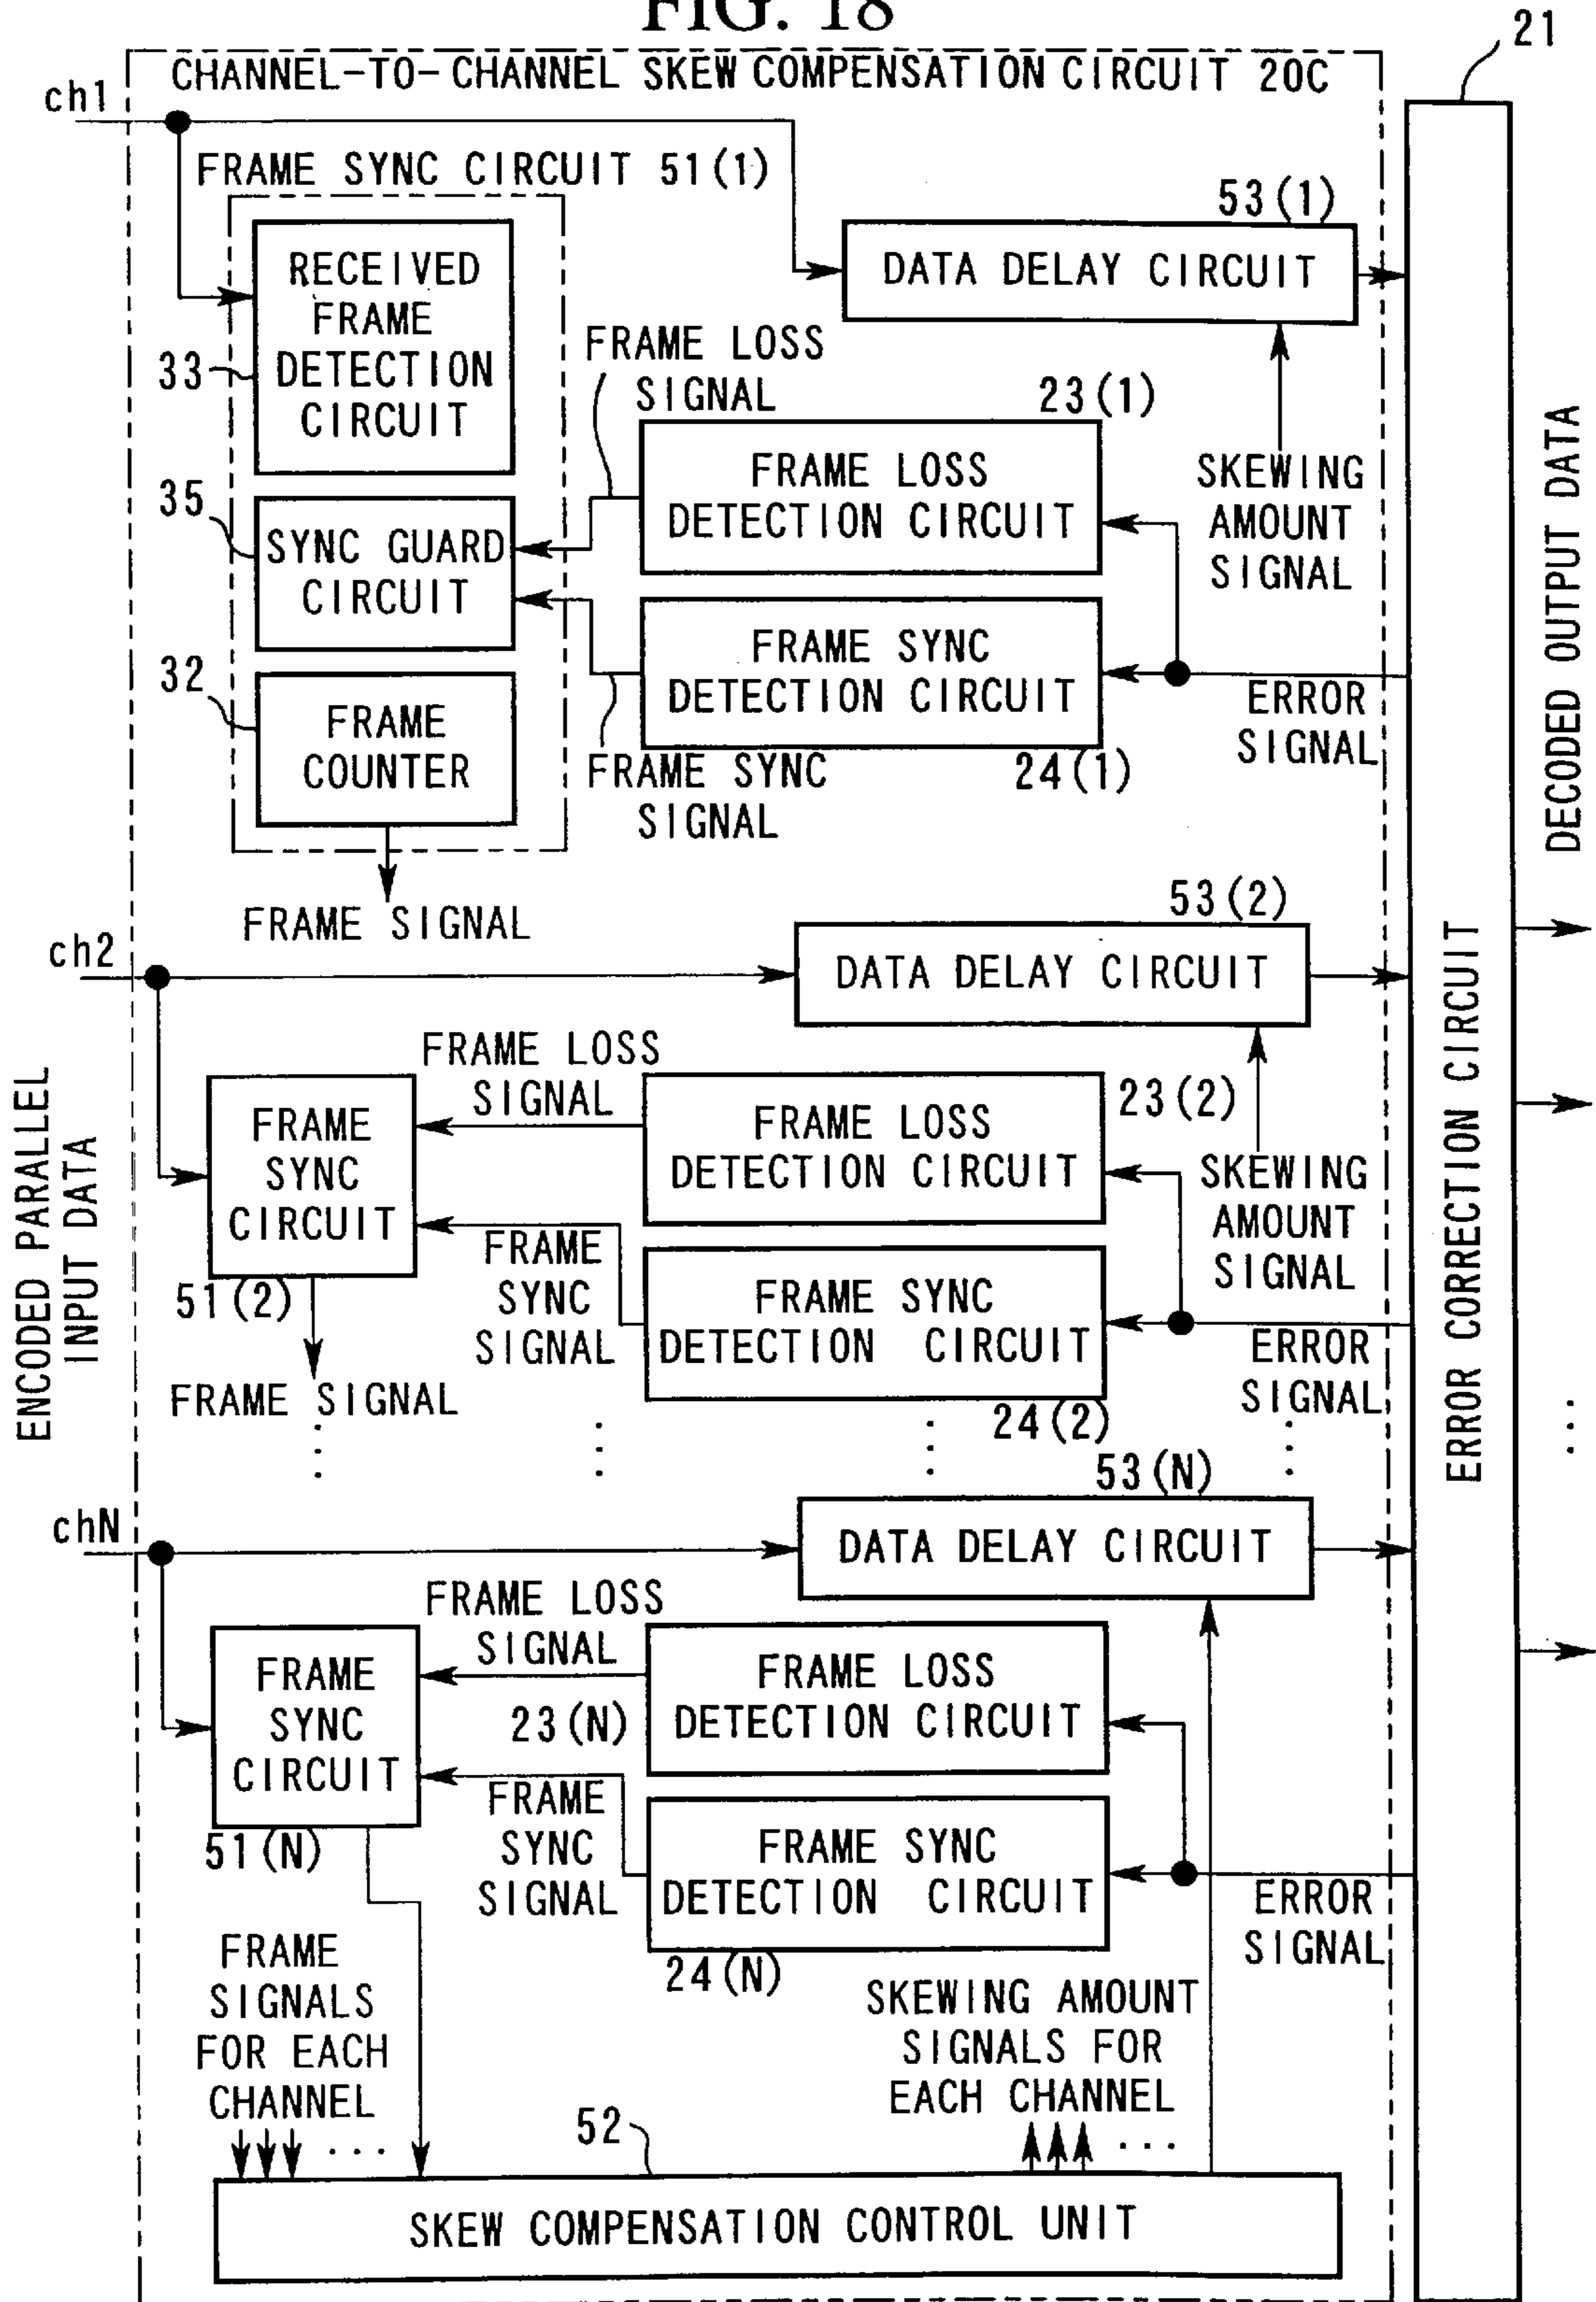 FIG. 18
21
CHANNEL-TO-CHANNEL SKEW COMPENSATION CIRCUIT 20C
ch1
FRAME SYNC CIRCUIT 51(1)
53(1)
RECEIVED
FRAME
DETECTION
CIRCUIT
DATA DELAY CIRCUIT
33
FRAME LOSS
SIGNAL
23(1)
FRAME LOSS
DETECTION CIRCUIT
SKEWING
AMOUNT
SIGNAL
35
SYNC GUARD
CIRCUIT
FRAME SYNC
DETECTION CIRCUIT
32
FRAME
COUNTER
ERROR
SIGNAL
FRAME SYNC
SIGNAL
24(1)
DECODED OUTPUT DATA
FRAME SIGNAL
53(2)
ch2
DATA DELAY CIRCUIT
FRAME LOSS
SIGNAL
23(2)
FRAME
SYNC
CIRCUIT
FRAME LOSS
DETECTION CIRCUIT
SKEWING
AMOUNT
SIGNAL
FRAME
SYNC
SIGNAL
51(2)
FRAME SYNC
DETECTION CIRCUIT
ERROR
SIGNAL
FRAME SIGNAL
24(2)
ENCODED PARALLEL
INPUT DATA
ERROR CORRECTION CIRCUIT
53(N)
chN
DATA DELAY CIRCUIT
FRAME LOSS
SIGNAL
FRAME
SYNC
CIRCUIT
FRAME LOSS
DETECTION CIRCUIT
23(N)
FRAME
SYNC
SIGNAL
51(N)
FRAME SYNC
DETECTION CIRCUIT
ERROR
SIGNAL
24(N)
FRAME
SIGNALS
FOR EACH
CHANNEL
...
SKEWING AMOUNT
SIGNALS FOR
EACH CHANNEL
...
52
SKEW COMPENSATION CONTROL UNIT